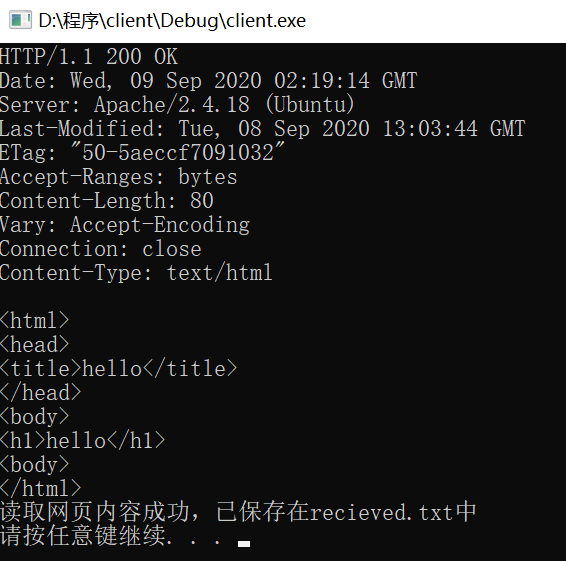 D:\程序\client\Debug\client.exe
HTTP/1.1 200 OK
Date: Wed, 09 Sep 2020 02:19:14 GMT
Server: Apache/2.4.18 (Ubuntu)
Last-Modified: Tue, 08 Sep 2020 13:03:44 GMT
ETag: "50-5aeccf7091032"
Accept-Ranges: bytes
Content-Length: 80
Vary: Accept-Encoding
Connection: close
Content-Type: text/html

<html>
<head>
<title>hello</title>
</head>
<body>
<h1>hello</h1>
<body>
</html>
读取网页内容成功，已保存在recieved.txt中
请按任意键继续. . .